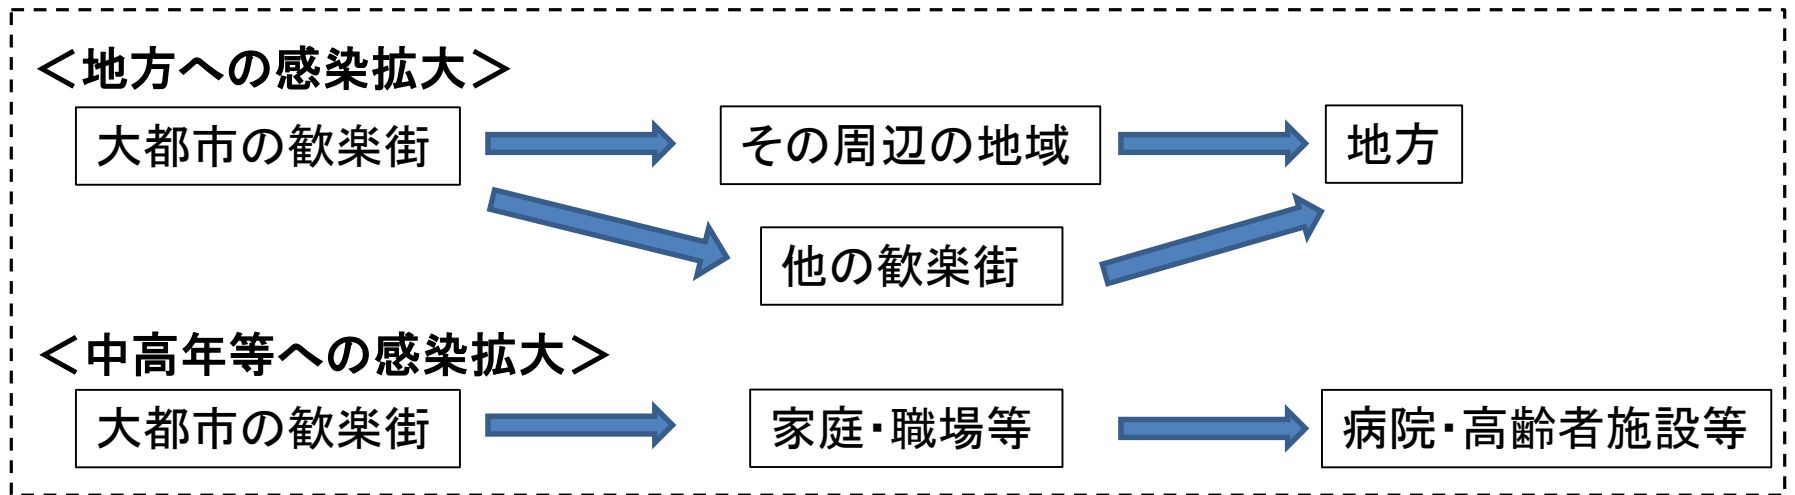 ＜地方への感染拡大＞
大都市の歓楽街
その周辺の地域
地方
他の歓楽街
＜中高年等への感染拡大＞
大都市の歓楽街
家庭・職場等
病院・高齢者施設等